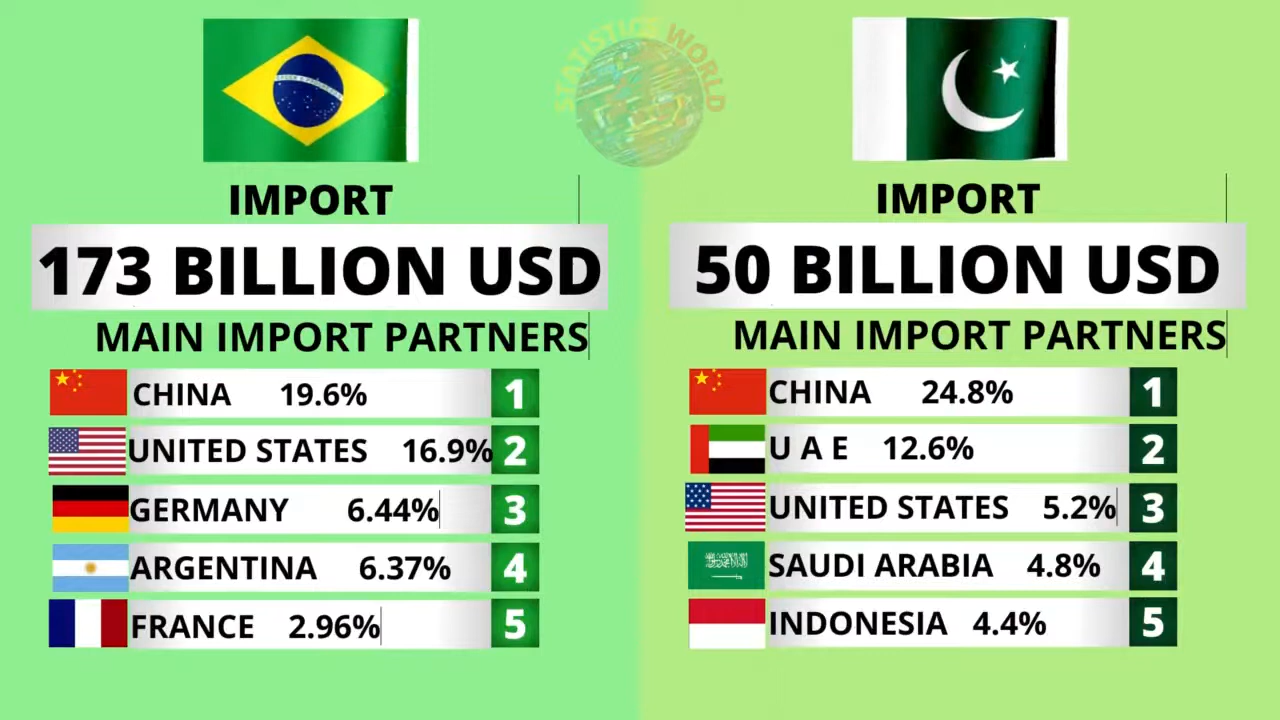 STATISTICS WORLD
IMPORT
173 BILLION USD
MAIN IMPORT PARTNERS
CHINA 19.6% 1
UNITED STATES 16.9% 2
GERMANY 6.44% 3
ARGENTINA 6.37% 4
FRANCE 2.96% 5
IMPORT
50 BILLION USD
MAIN IMPORT PARTNERS
CHINA 24.8% 1
U A E 12.6% 2
UNITED STATES 5.2% 3
SAUDI ARABIA 4.8% 4
INDONESIA 4.4% 5